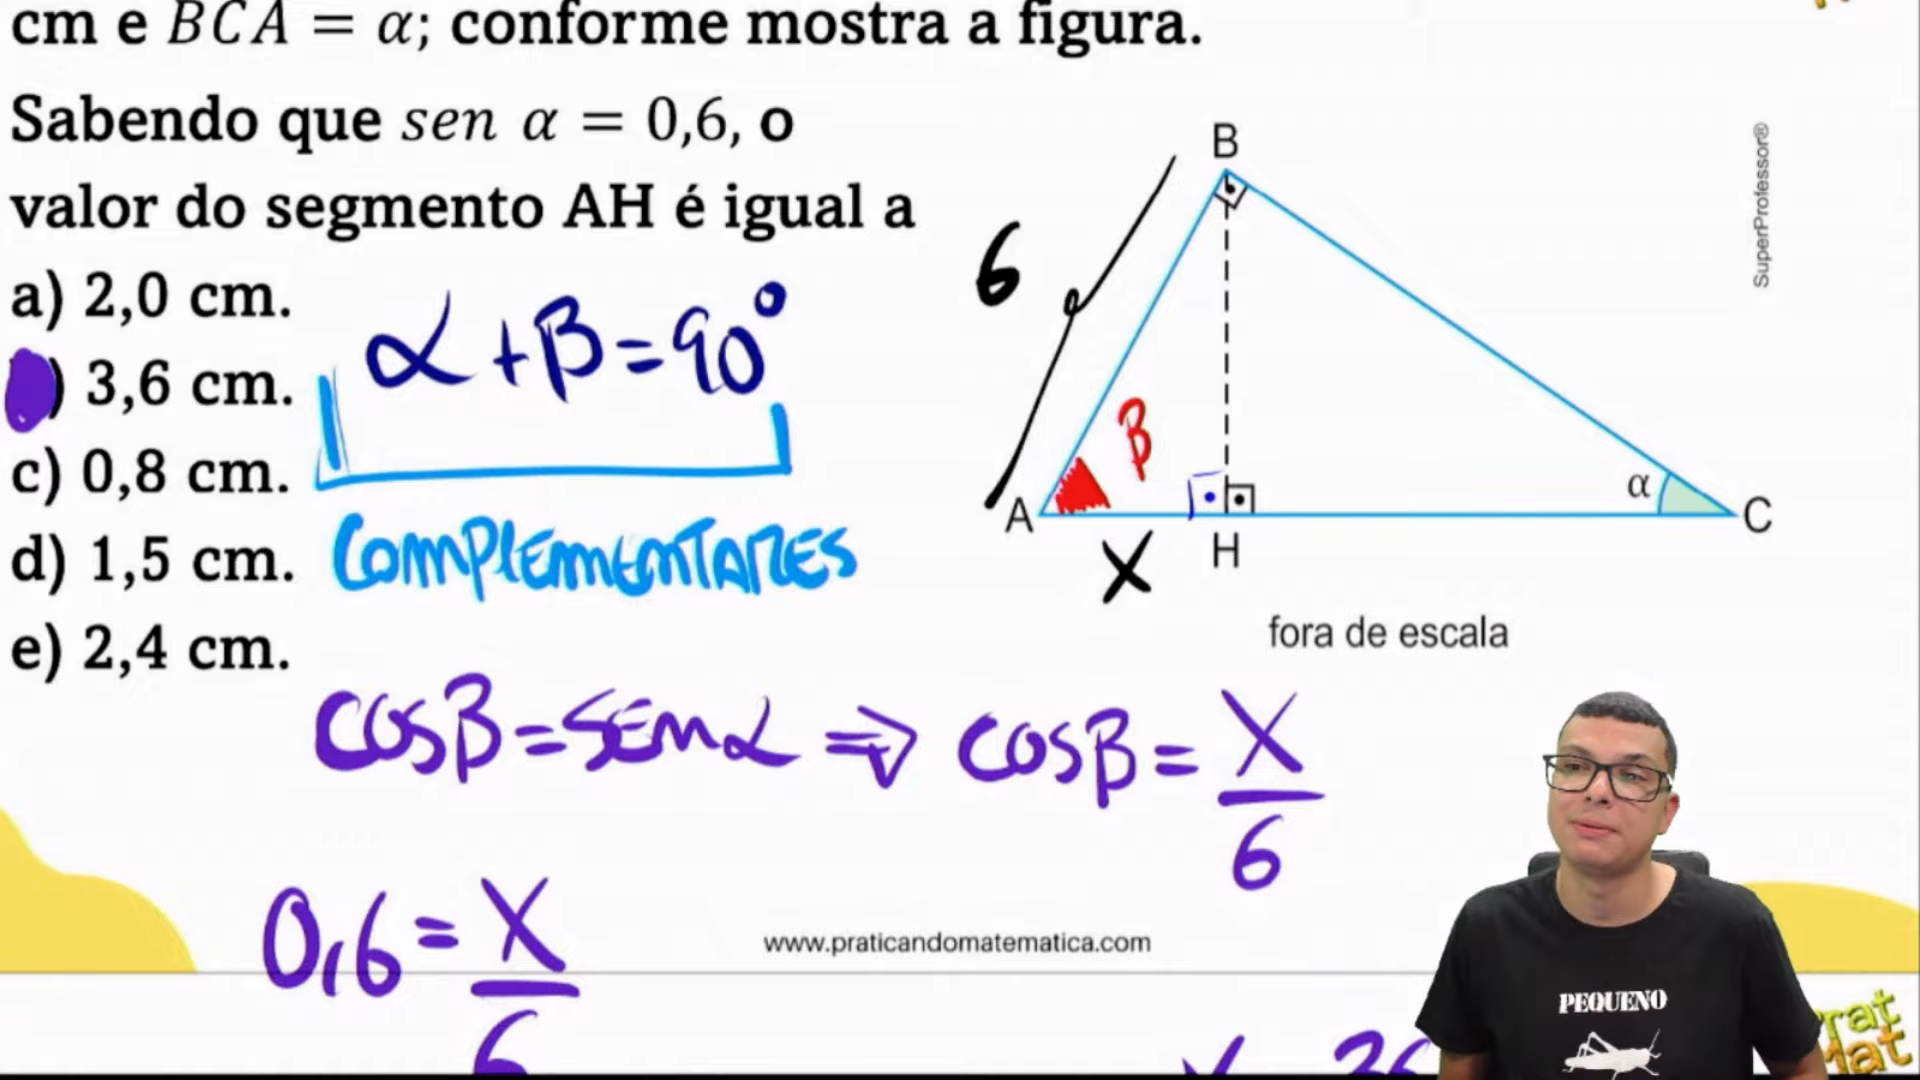 cm e BCA = α; conforme mostra a figura.
Sabendo que sen α = 0,6, o
valor do segmento AH é igual a
a) 2,0 cm.
) 3,6 cm.
c) 0,8 cm.
d) 1,5 cm.
e) 2,4 cm.
α + β = 90°
COMPLEMENTARES
6
B
β
A
X
H
α
C
SuperProfessor®
fora de escala
cosβ = senα ⇒ cosβ = X/6
0,6 = X/6
www.praticandomatematica.com
PEQUENO